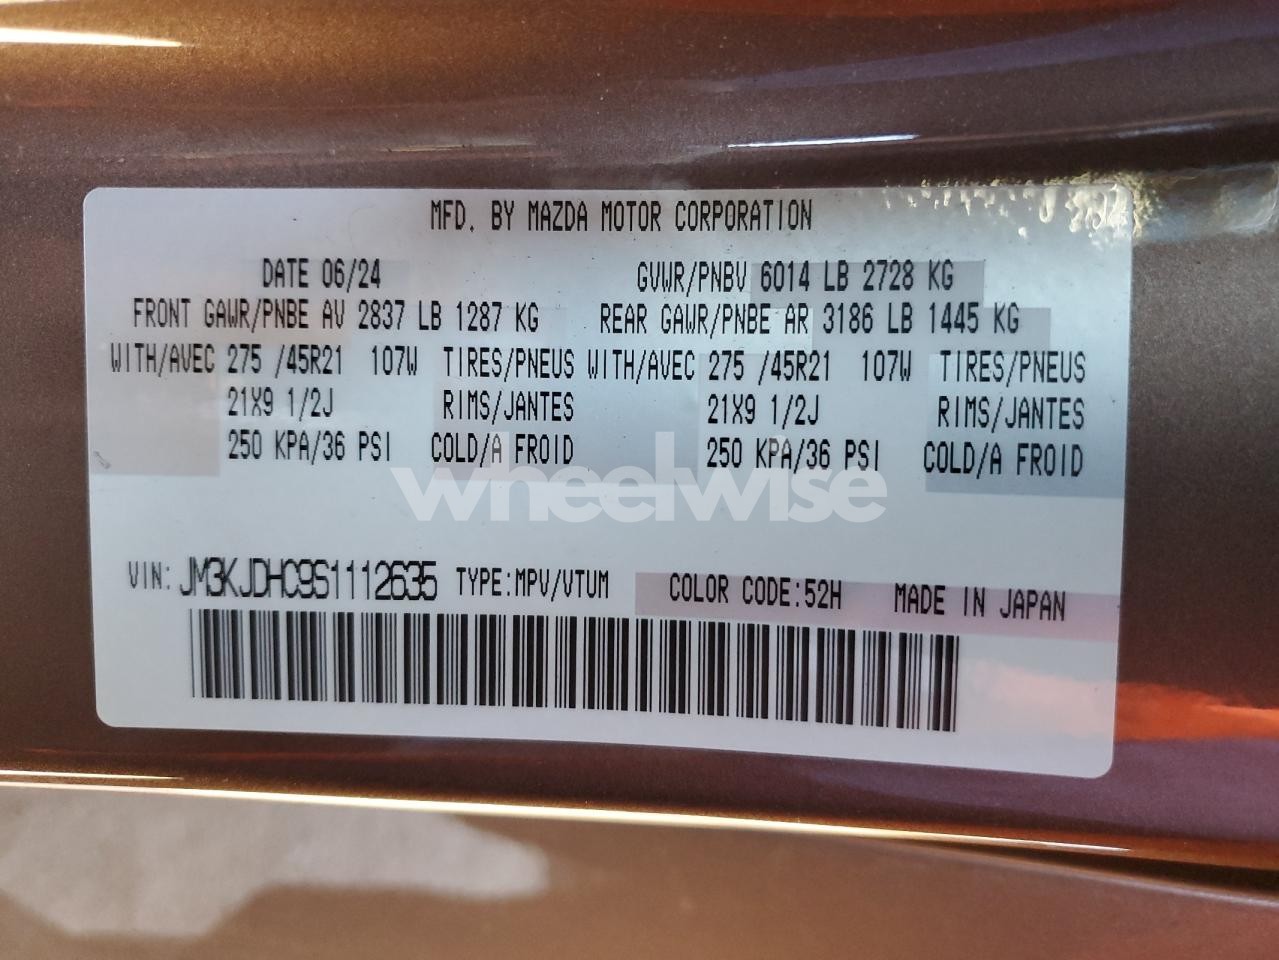 MFD. BY MAZDA MOTOR CORPORATION
DATE 06/24 GVWR/PNBV 6014 LB 2728 KG
FRONT GAWR/PNBE AV 2837 LB 1287 KG REAR GAWR/PNBE AR 3186 LB 1445 KG
WITH/AVEC 275 /45R21 107W TIRES/PNEUS WITH/AVEC 275 /45R21 107W TIRES/PNEUS
21X9 1/2J RIMS/JANTES 21X9 1/2J RIMS/JANTES
250 KPA/36 PSI COLD/A FROID 250 KPA/36 PSI COLD/A FROID
wheelwise
VIN: JM3KJDHC9S1112635 TYPE:MPV/VTUM COLOR CODE:52H MADE IN JAPAN